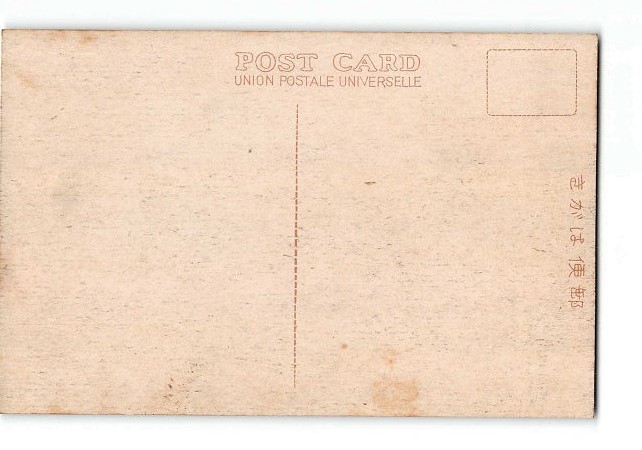 POST CARD
UNION POSTALE UNIVERSELLE
きがは便郵